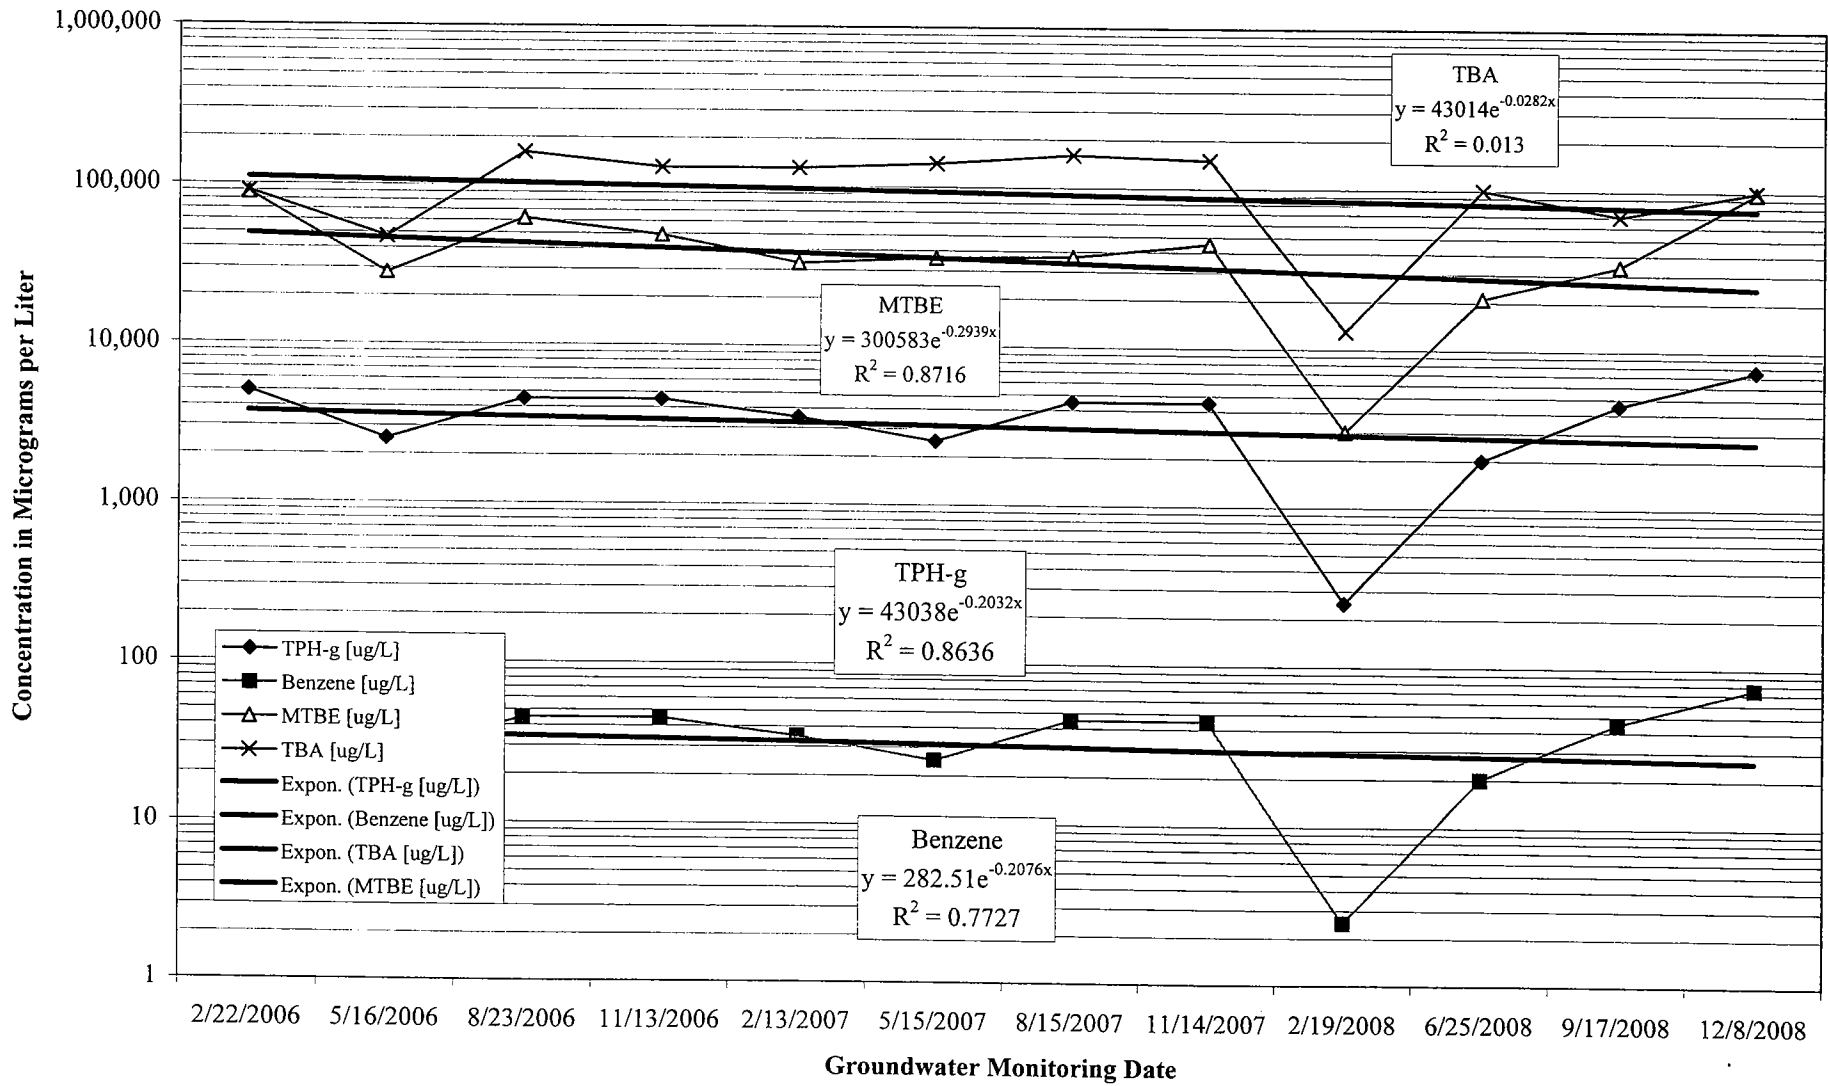 1,000,000
100,000
10,000
1,000
100
10
1
Concentration in Micrograms per Liter
TBA
y = 43014e^-0.0282x
R² = 0.013
MTBE
y = 300583e^-0.2939x
R² = 0.8716
TPH-g
y = 43038e^-0.2032x
R² = 0.8636
Benzene
y = 282.51e^-0.2076x
R² = 0.7727
TPH-g [ug/L]
Benzene [ug/L]
MTBE [ug/L]
TBA [ug/L]
Expon. (TPH-g [ug/L])
Expon. (Benzene [ug/L])
Expon. (TBA [ug/L])
Expon. (MTBE [ug/L])
2/22/2006 5/16/2006 8/23/2006 11/13/2006 2/13/2007 5/15/2007 8/15/2007 11/14/2007 2/19/2008 6/25/2008 9/17/2008 12/8/2008
Groundwater Monitoring Date